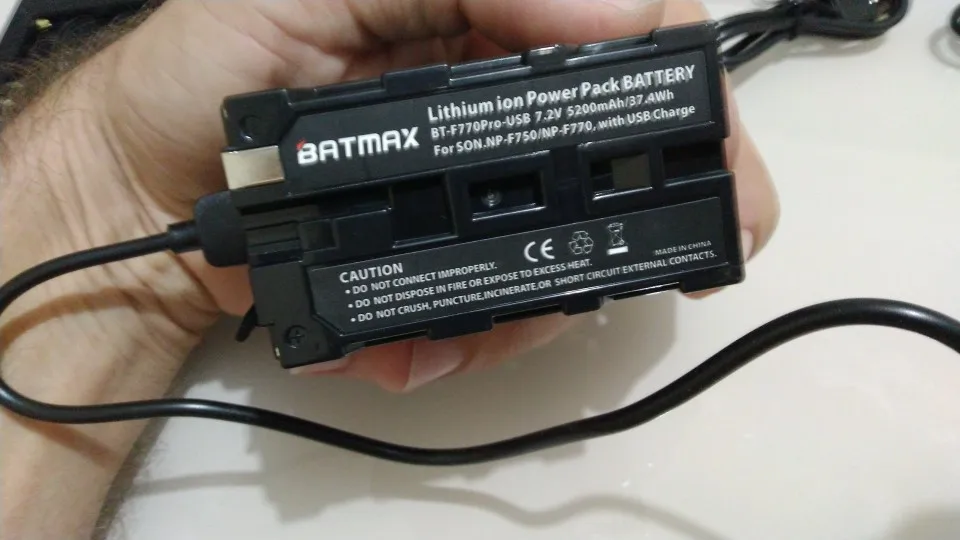 BATMAX
Lithium ion Power Pack BATTERY
BT-F770Pro-USB 7.2V 5200mAh/37.4Wh
For SON.NP-F750/NP-F770, with USB Charge
CAUTION
• DO NOT CONNECT IMPROPERLY.
• DO NOT DISPOSE IN FIRE OR EXPOSE TO EXCESS HEAT.
• DO NOT CRUSH, PUNCTURE,INCINERATE.OR SHORT CIRCUIT EXTERNAL CONTACTS.
CE
MADE IN CHINA